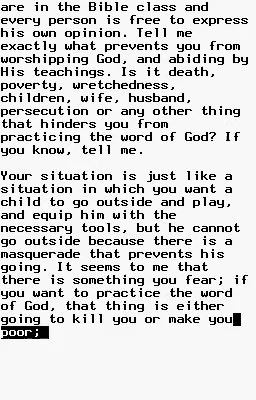 are in the Bible class and
every person is free to express
his own opinion. Tell me
exactly what prevents you from
worshipping God, and abiding by
His teachings. Is it death,
poverty, wretchedness,
children, wife, husband,
persecution or any other thing
that hinders you from
practicing the word of God? If
you know, tell me.

Your situation is just like a
situation in which you want a
child to go outside and play,
and equip him with the
necessary tools, but he cannot
go outside because there is a
masquerade that prevents his
going. It seems to me that
there is something you fear; if
you want to practice the word
of God, that thing is either
going to kill you or make you
poor;